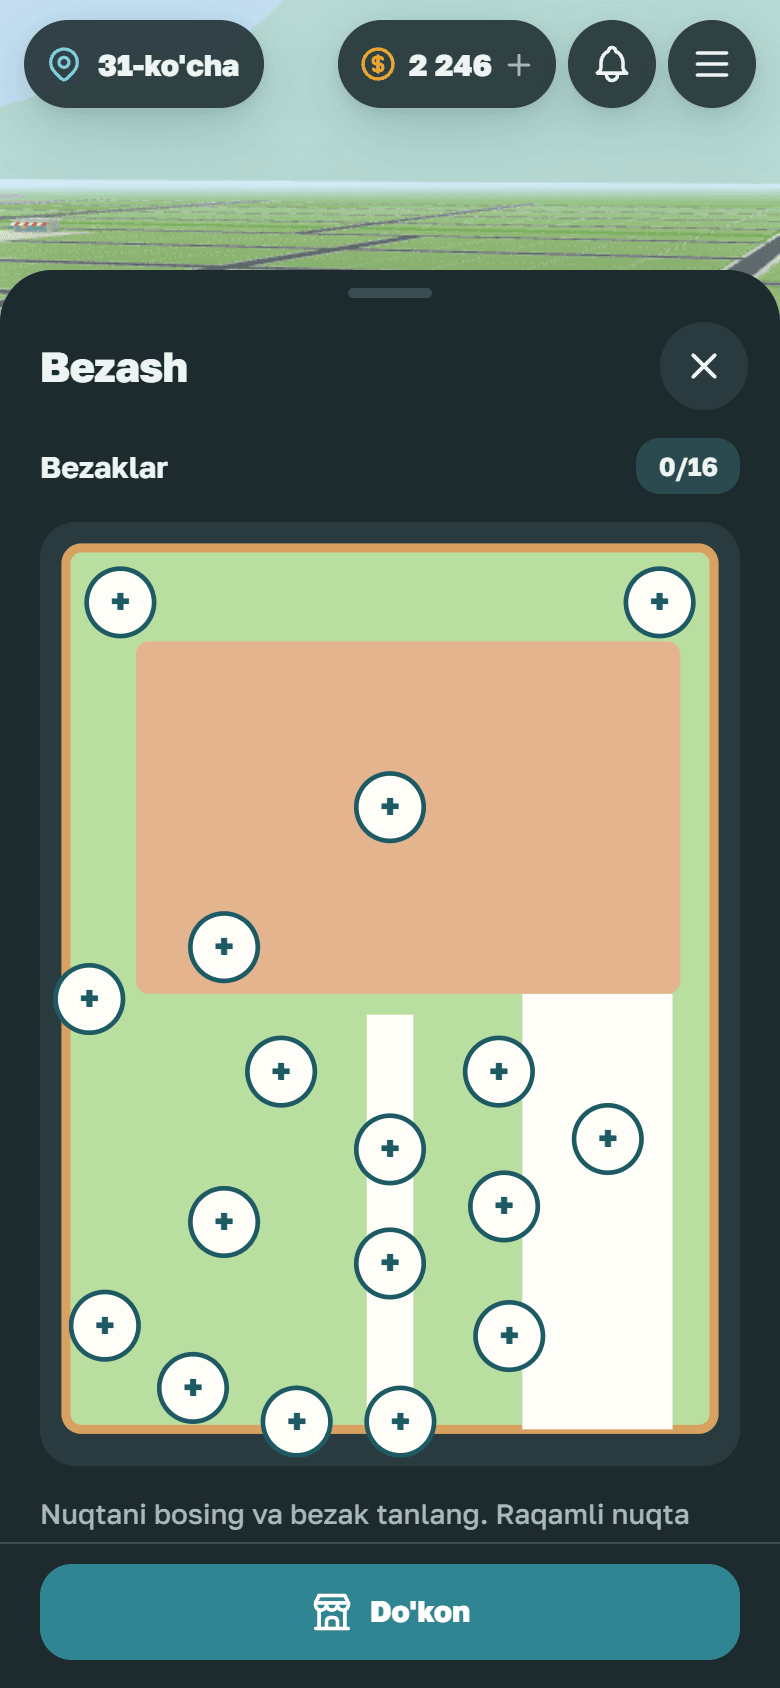 31-ko'cha
2 246
Bezash
Bezaklar
0/16
Nuqtani bosing va bezak tanlang. Raqamli nuqta
Do'kon